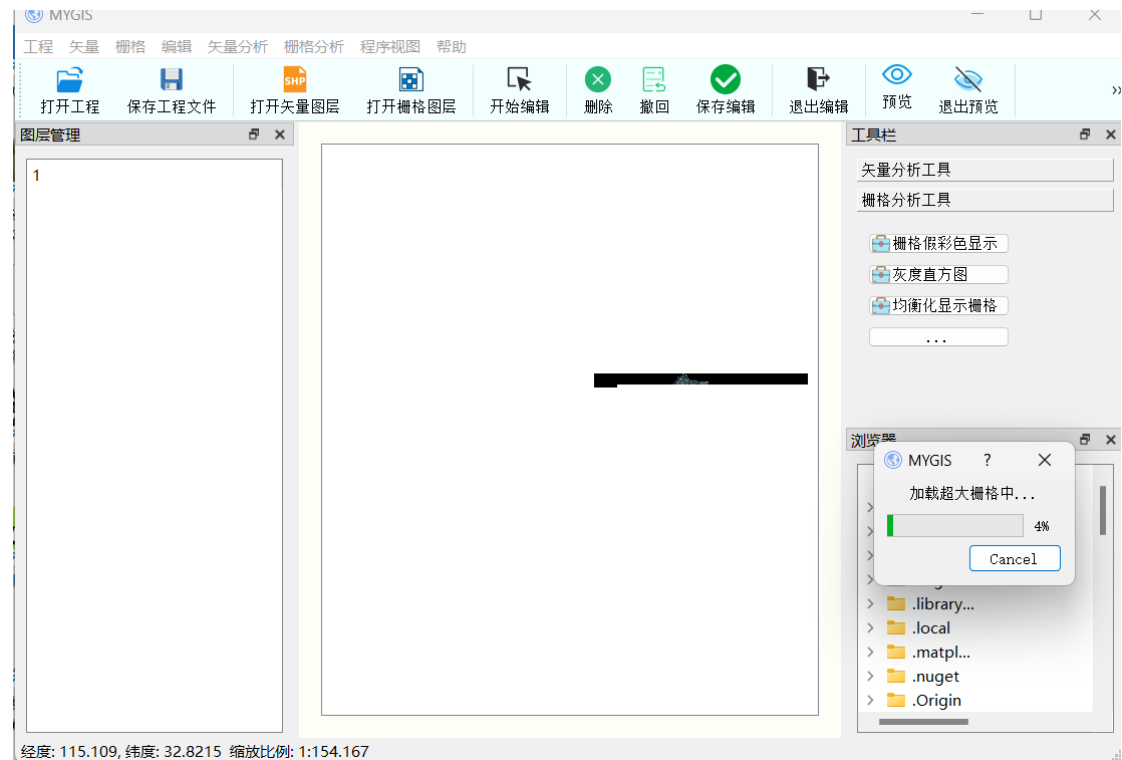 MYGIS
工程 矢量 栅格 编辑 矢量分析 栅格分析 程序视图 帮助
SHP
打开工程 保存工程文件 打开矢量图层 打开栅格图层 开始编辑 删除 撤回 保存编辑 退出编辑 预览 退出预览
图层管理
1
工具栏
矢量分析工具
栅格分析工具
栅格假彩色显示
灰度直方图
均衡化显示栅格
...
浏览器
MYGIS ?
加载超大栅格中...
4%
Cancel
.library...
.local
.matpl...
.nuget
.Origin
经度: 115.109, 纬度: 32.8215 缩放比例: 1:154.167